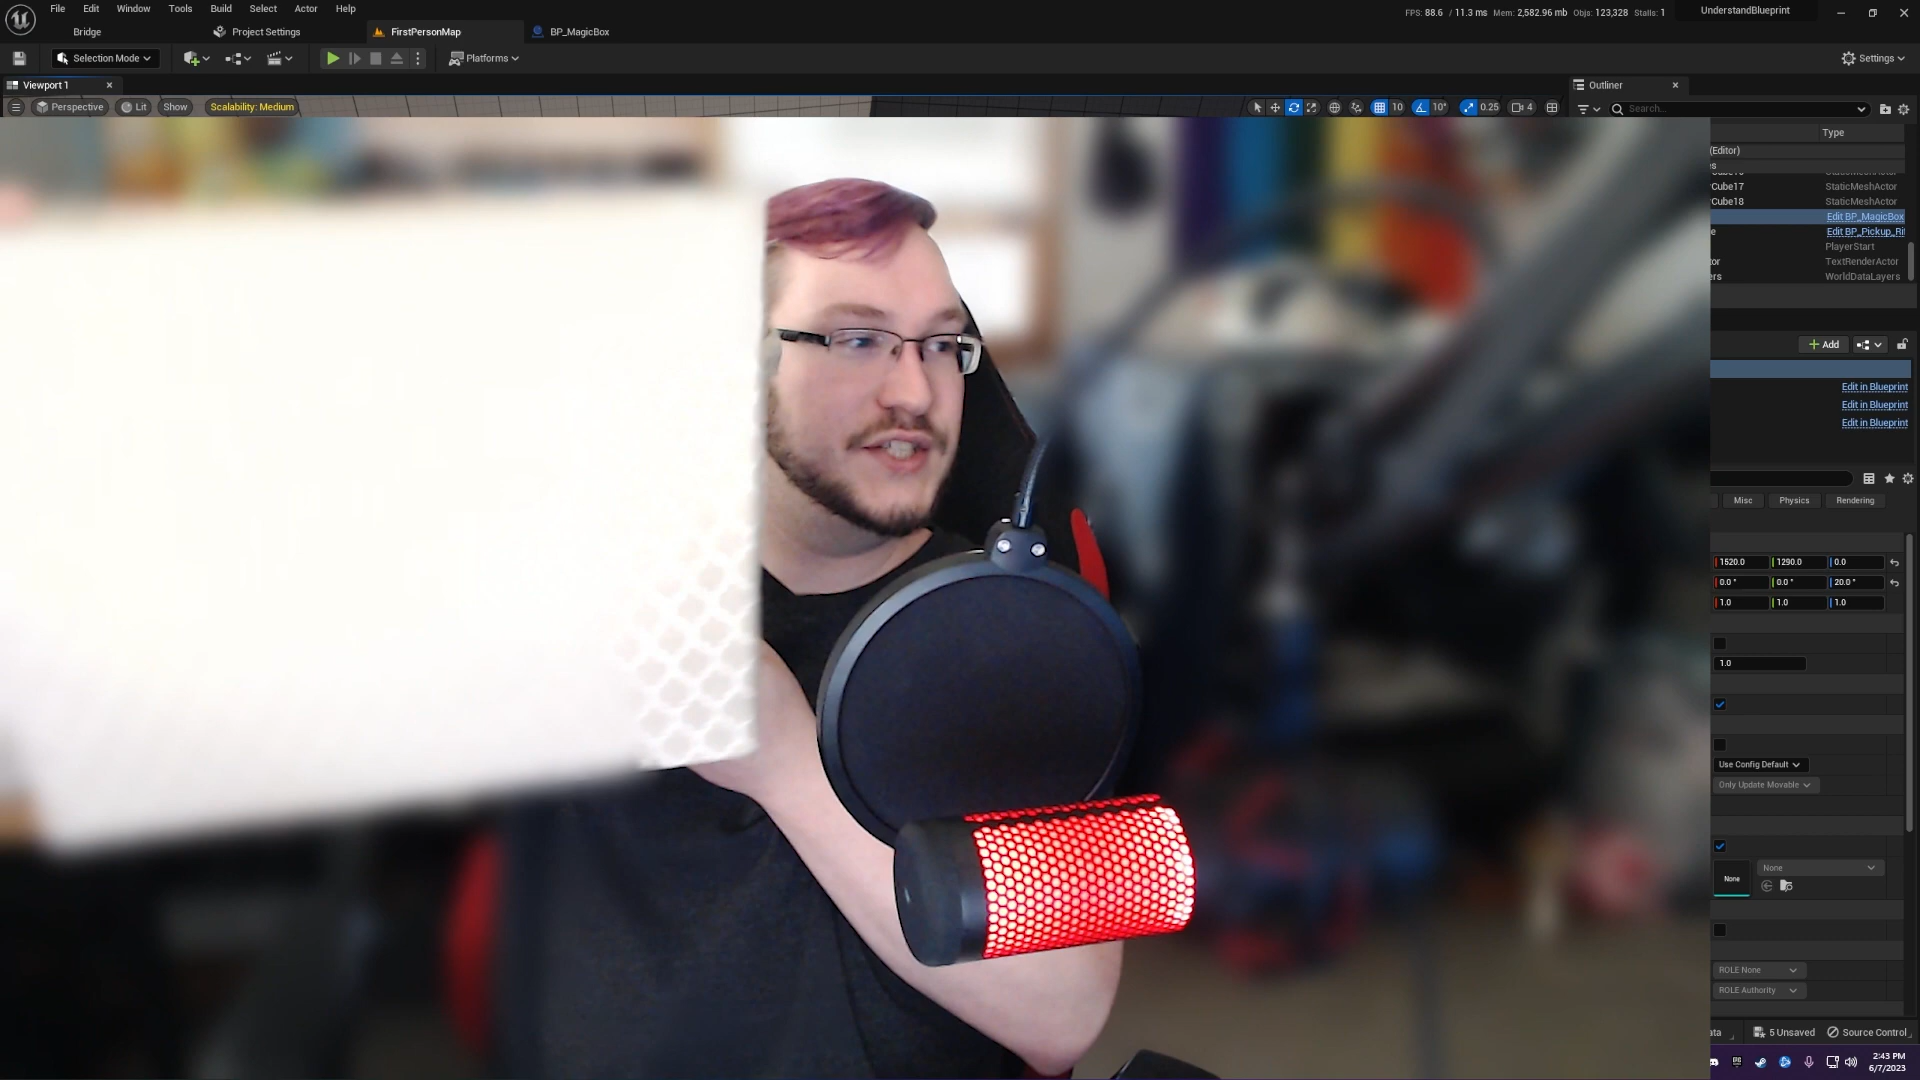 File Edit Window Tools Build Select Actor Help
FPS: 88.6 / 11.3 ms Mem: 2,582.96 mb Objs: 123,328 Stalls: 1
UnderstandBlueprint
Bridge
Project Settings
FirstPersonMap
BP_MagicBox
Selection Mode
Platforms
Settings
Viewport 1
Outliner
Perspective
Lit
Show
Scalability: Medium
10
10°
0.25
4
Search...
Type
(Editor)
Cube17 StaticMeshActor
Cube18 StaticMeshActor
Edit BP_MagicBox
Edit BP_Pickup_Ri
PlayerStart
tor TextRenderActor
ers WorldDataLayers
Add
Edit in Blueprint
Edit in Blueprint
Edit in Blueprint
Misc Physics Rendering
1520.0 1290.0 0.0
0.0 ° 0.0 ° 20.0 °
1.0 1.0 1.0
1.0
Use Config Default
Only Update Movable
None
None
ROLE None
ROLE Authority
ata
5 Unsaved
Source Control
2:43 PM
6/7/2023